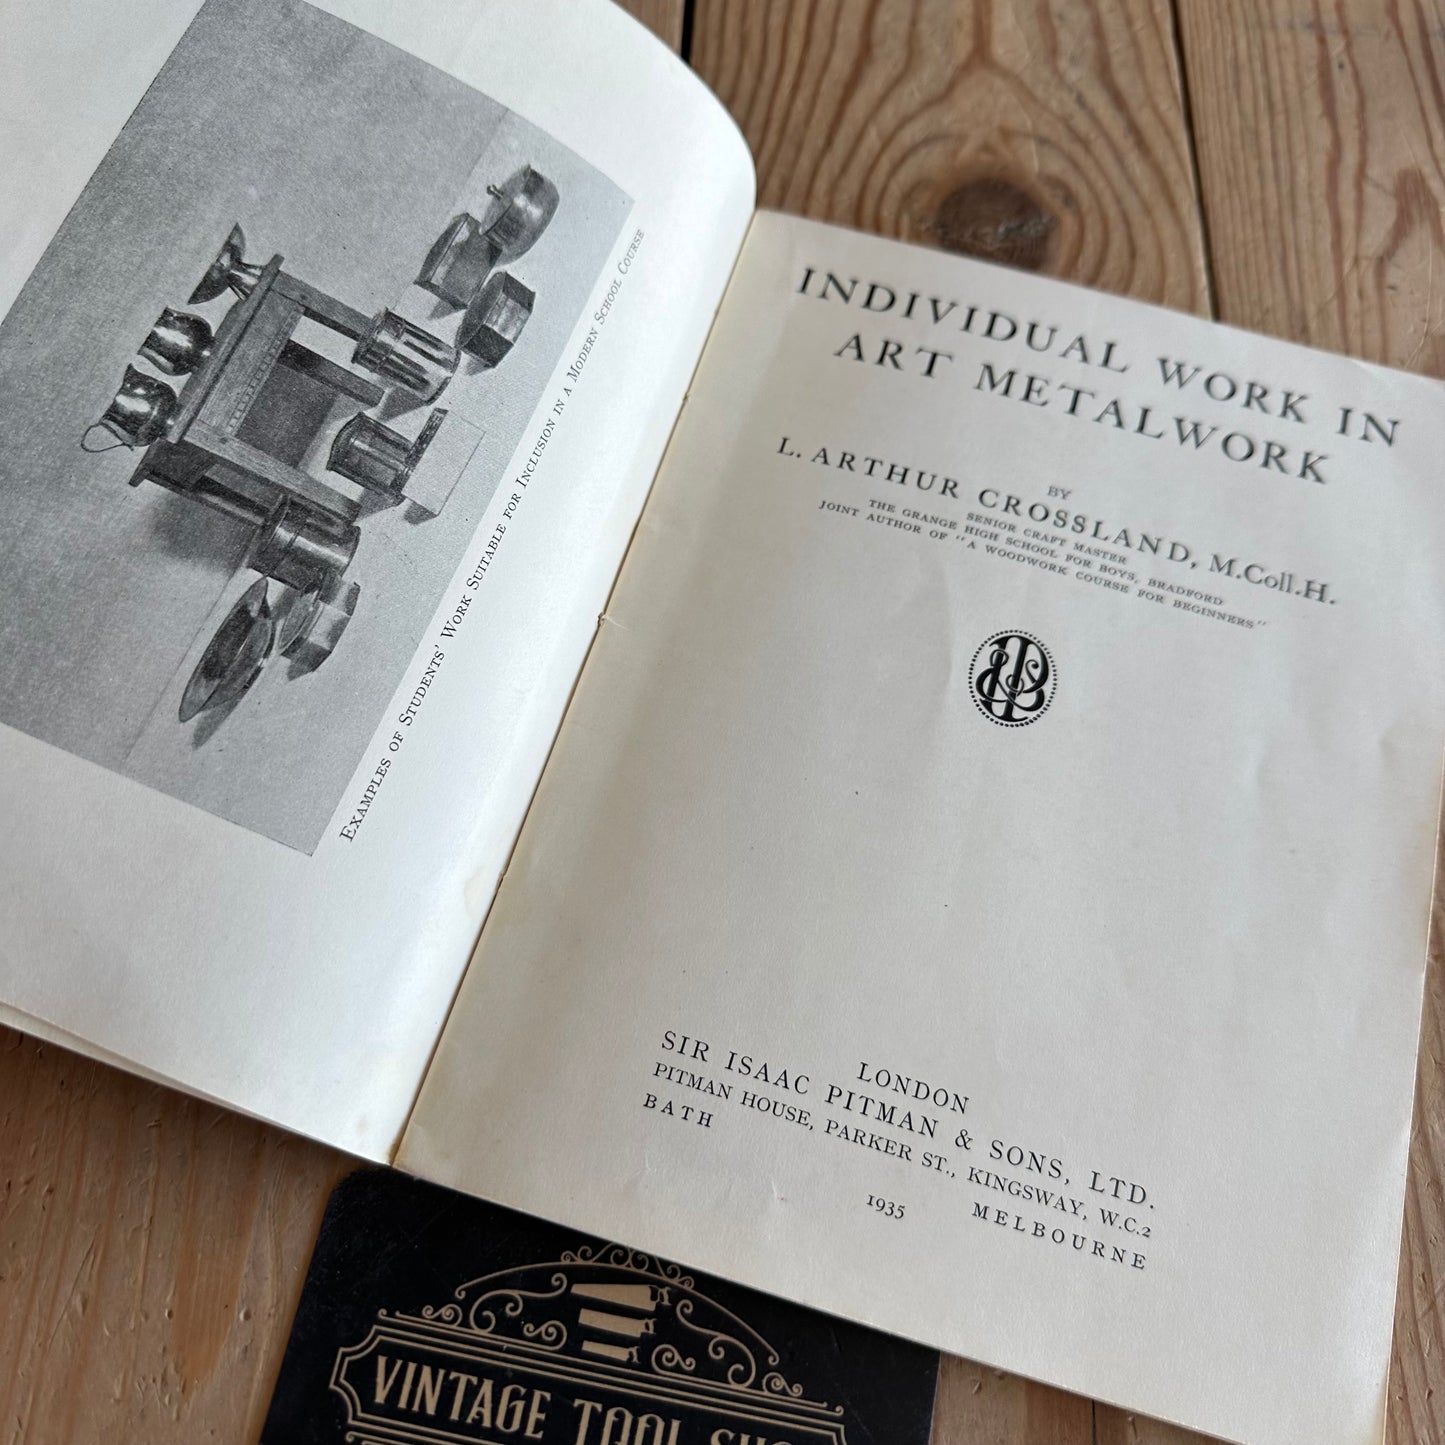 Examples of Students' Work Suitable for Inclusion in a Modern School Course
INDIVIDUAL WORK IN
ART METALWORK
BY
L. ARTHUR CROSSLAND, M.Coll.H.
SENIOR CRAFT MASTER
THE GRANGE HIGH SCHOOL FOR BOYS, BRADFORD
JOINT AUTHOR OF "A WOODWORK COURSE FOR BEGINNERS"
LONDON
SIR ISAAC PITMAN & SONS, LTD.
PITMAN HOUSE, PARKER ST., KINGSWAY, W.C.2
BATH MELBOURNE
1935
VINTAGE TOOL